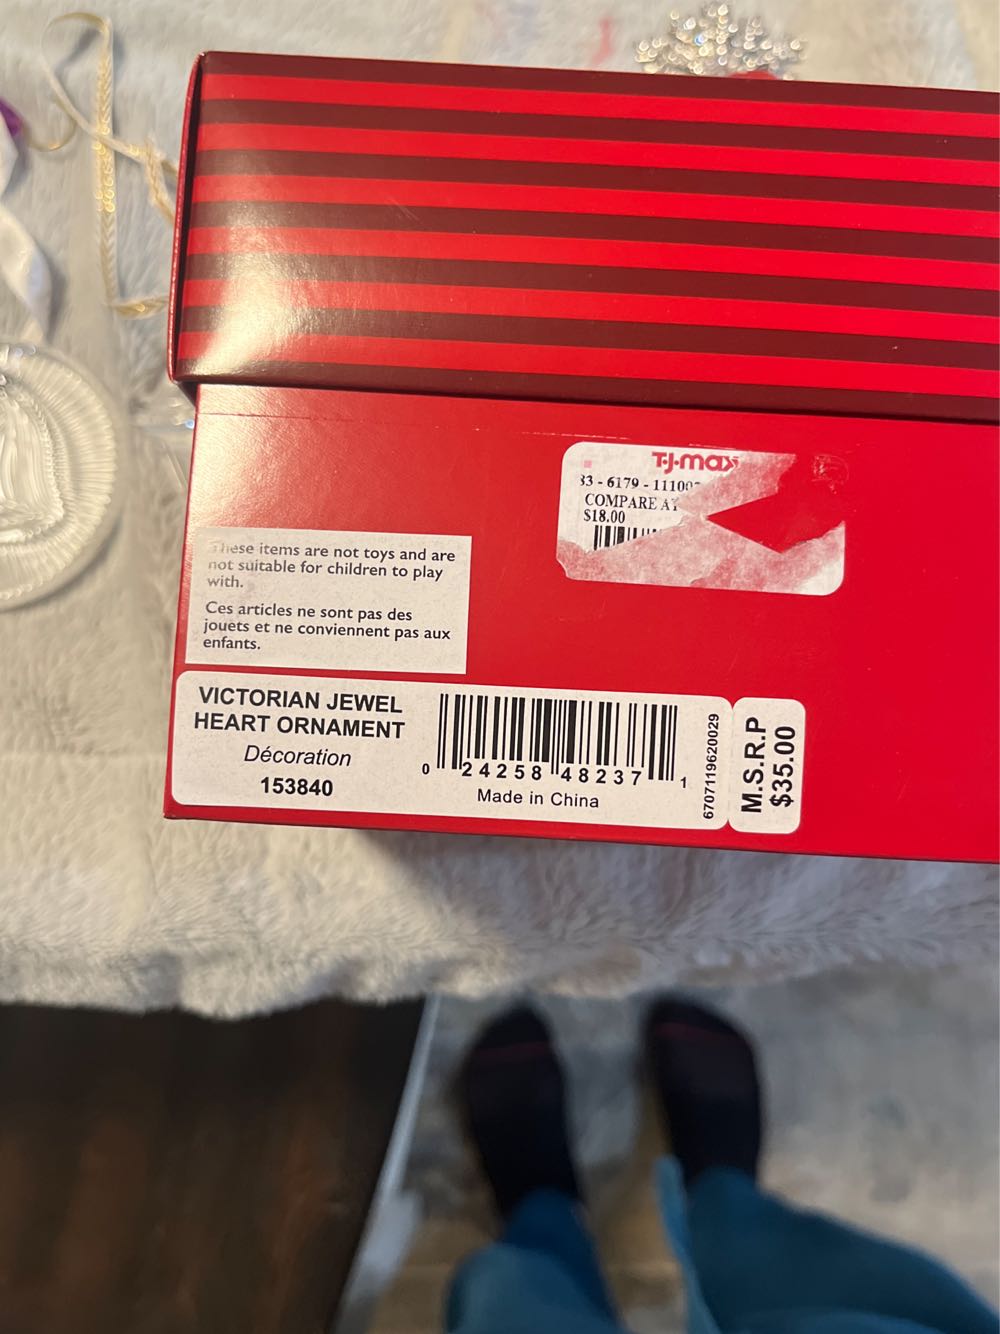 T·J·max
33 - 6179 - 11100
COMPARE AT
$18.00
These items are not toys and are
not suitable for children to play
with.
Ces articles ne sont pas des
jouets et ne conviennent pas aux
enfants.
VICTORIAN JEWEL
HEART ORNAMENT
Décoration
153840
0 24258 48237 1
Made in China
6707119620029
M.S.R.P
$35.00